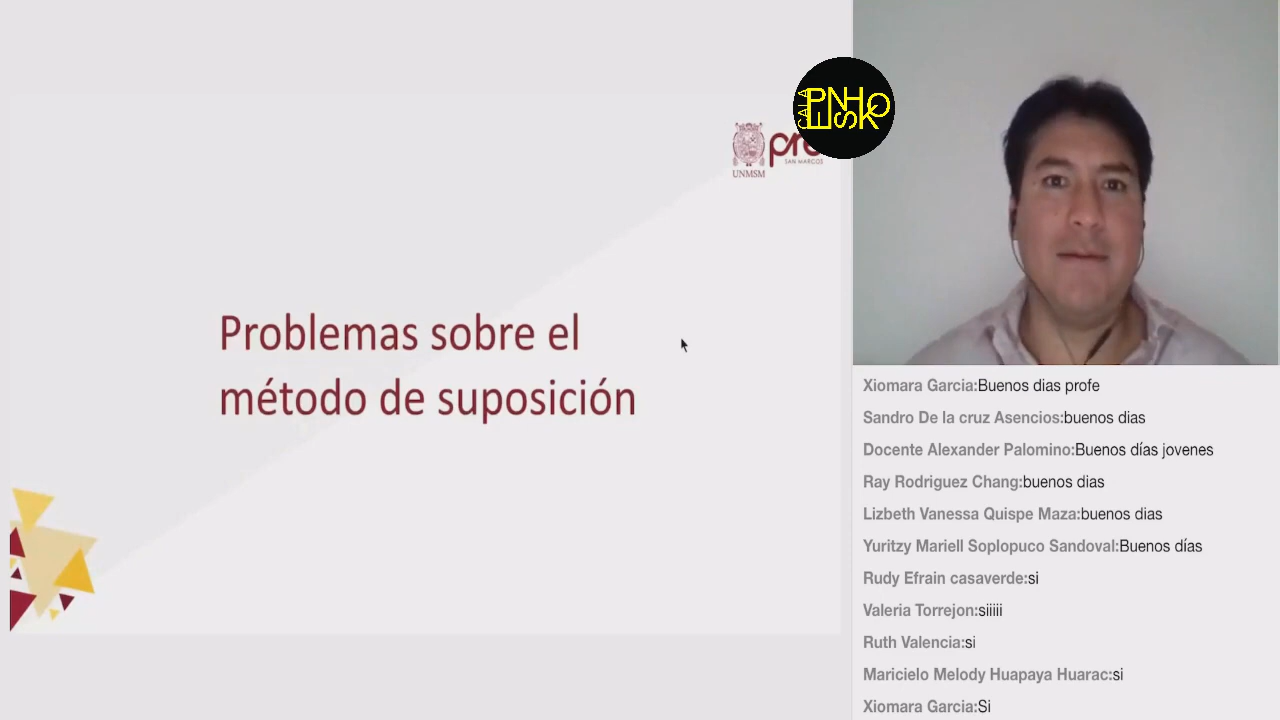 UNMSM
SAN MARCOS
Problemas sobre el
método de suposición
Xiomara Garcia:Buenos dias profe
Sandro De la cruz Asencios:buenos dias
Docente Alexander Palomino:Buenos días jovenes
Ray Rodriguez Chang:buenos dias
Lizbeth Vanessa Quispe Maza:buenos dias
Yuritzy Mariell Soplopuco Sandoval:Buenos días
Rudy Efrain casaverde:si
Valeria Torrejon:siiiii
Ruth Valencia:si
Maricielo Melody Huapaya Huarac:si
Xiomara Garcia:Si